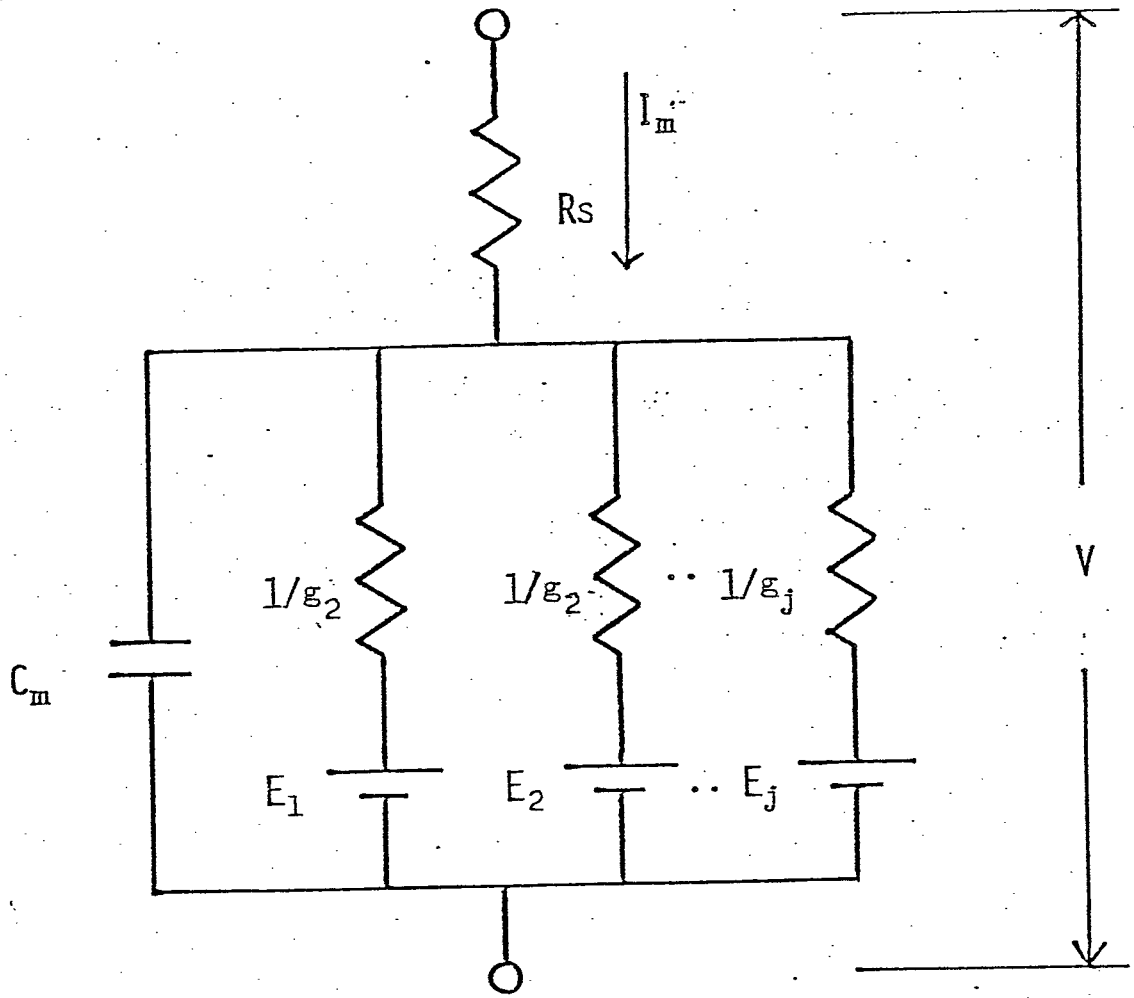 I_m
Rs
1/g_2
1/g_2
..
1/g_j
V
C_m
E_1
E_2
..
E_j